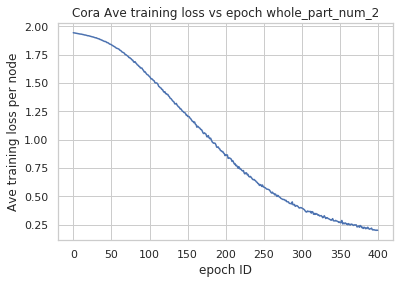 Cora Ave training loss vs epoch whole_part_num_2
Ave training loss per node
2.00
1.75
1.50
1.25
1.00
0.75
0.50
0.25
0 50 100 150 200 250 300 350 400
epoch ID